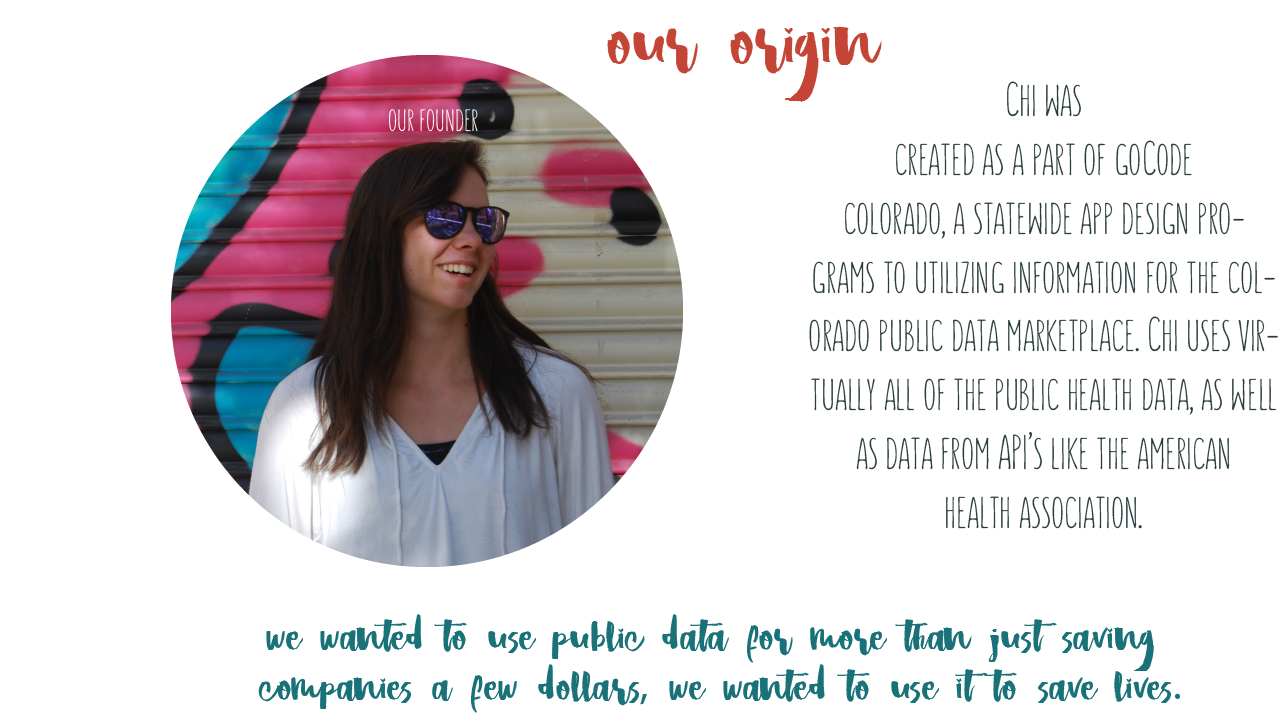 our origin
OUR FOUNDER
CHI WAS
CREATED AS A PART OF GOCODE
COLORADO, A STATEWIDE APP DESIGN PRO-
GRAMS TO UTILIZING INFORMATION FOR THE COL-
ORADO PUBLIC DATA MARKETPLACE. CHI USES VIR-
TUALLY ALL OF THE PUBLIC HEALTH DATA, AS WELL
AS DATA FROM API'S LIKE THE AMERICAN
HEALTH ASSOCIATION.
we wanted to use public data for more than just saving
companies a few dollars, we wanted to use it to save lives.